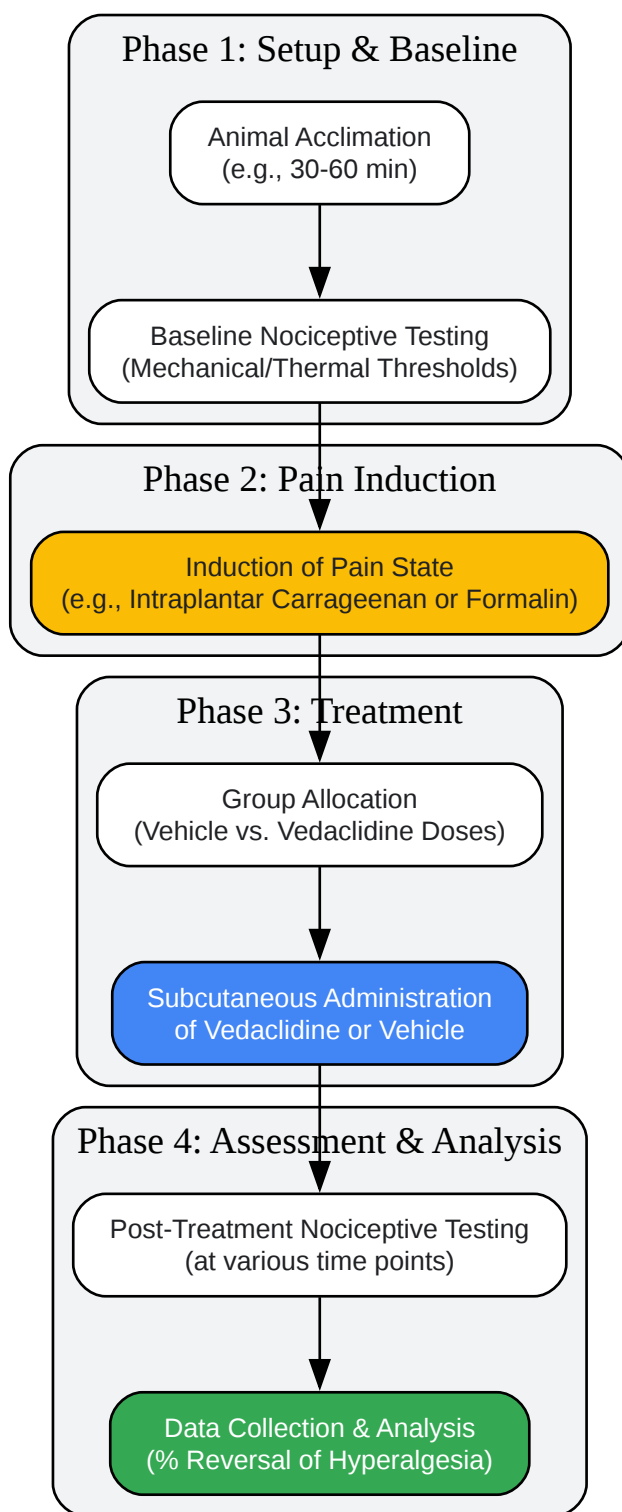 Phase 1: Setup & Baseline
Animal Acclimation
(e.g., 30-60 min)
Baseline Nociceptive Testing
(Mechanical/Thermal Thresholds)
Phase 2: Pain Induction
Induction of Pain State
(e.g., Intraplantar Carrageenan or Formalin)
Phase 3: Treatment
Group Allocation
(Vehicle vs. Vedaclidine Doses)
Subcutaneous Administration
of Vedaclidine or Vehicle
Phase 4: Assessment & Analysis
Post-Treatment Nociceptive Testing
(at various time points)
Data Collection & Analysis
(% Reversal of Hyperalgesia)